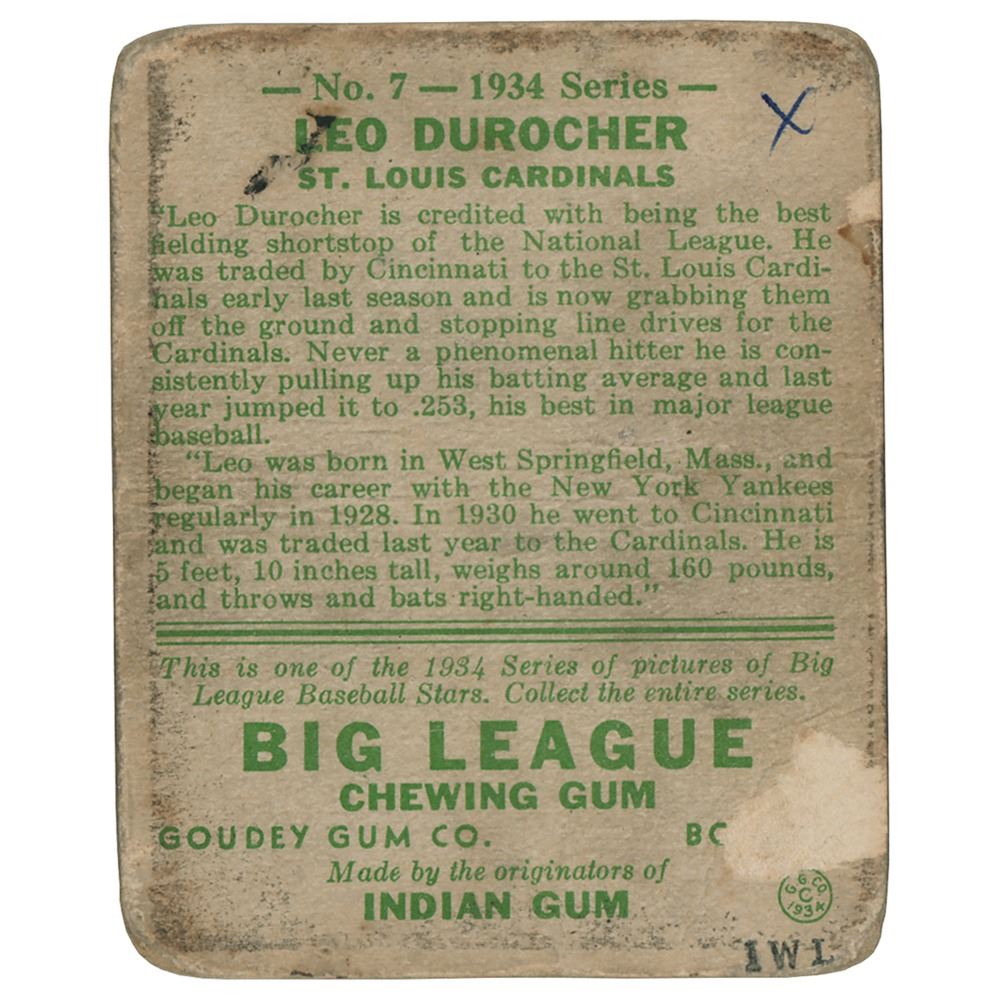 — No. 7 — 1934 Series —
LEO DUROCHER
ST. LOUIS CARDINALS
"Leo Durocher is credited with being the best
fielding shortstop of the National League. He
was traded by Cincinnati to the St. Louis Cardi-
nals early last season and is now grabbing them
off the ground and stopping line drives for the
Cardinals. Never a phenomenal hitter he is con-
sistently pulling up his batting average and last
year jumped it to .253, his best in major league
baseball.
"Leo was born in West Springfield, Mass., and
began his career with the New York Yankees
regularly in 1928. In 1930 he went to Cincinnati
and was traded last year to the Cardinals. He is
5 feet, 10 inches tall, weighs around 160 pounds,
and throws and bats right-handed."
This is one of the 1934 Series of pictures of Big
League Baseball Stars. Collect the entire series.
BIG LEAGUE
CHEWING GUM
GOUDEY GUM CO.
Made by the originators of
INDIAN GUM
G. G. CO.
C
1934
IWL
X